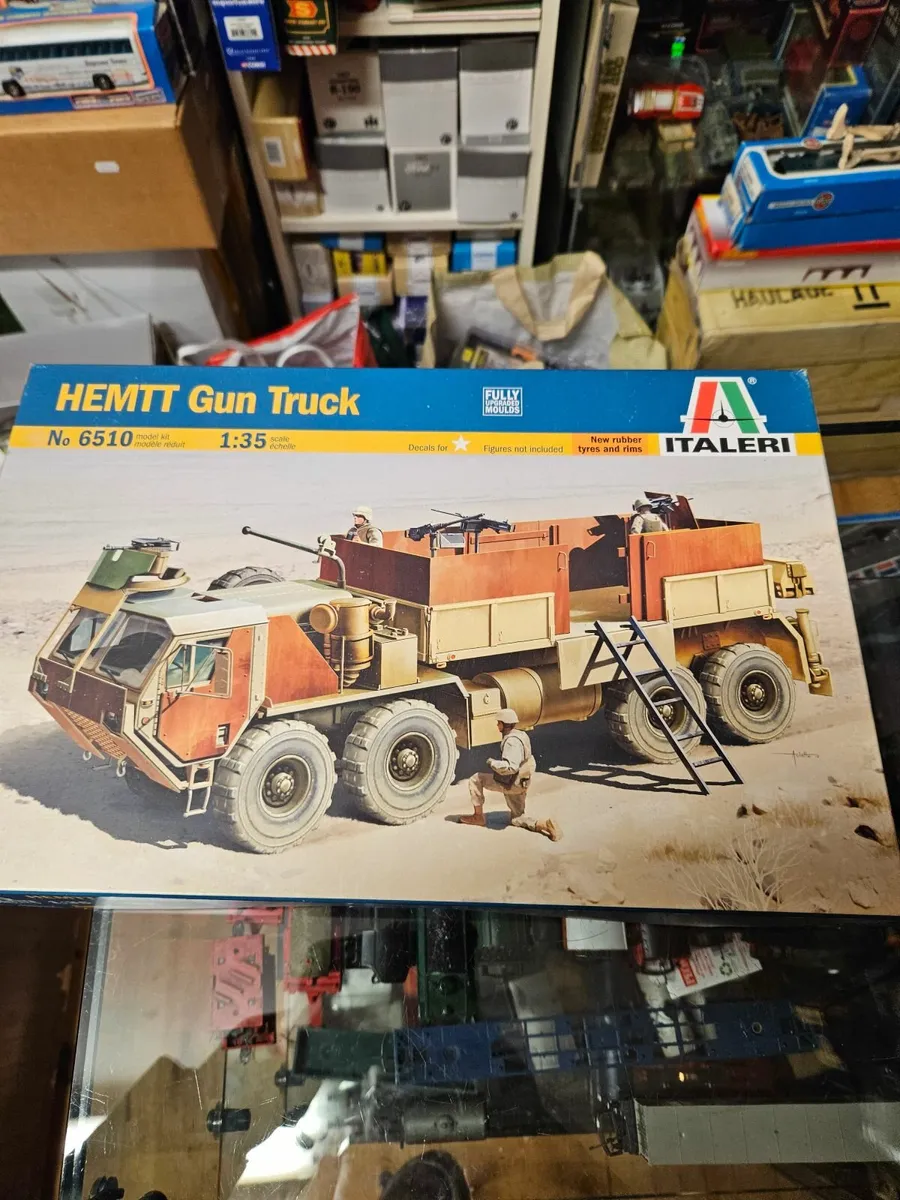 HEMTT Gun Truck
FULLY
UPGRADED
MOULDS
®
No 6510 model kit
modèle réduit
1:35 scale
échelle
Decals for
Figures not included
New rubber
tyres and rims
ITALERI
B-100
HAULAGE